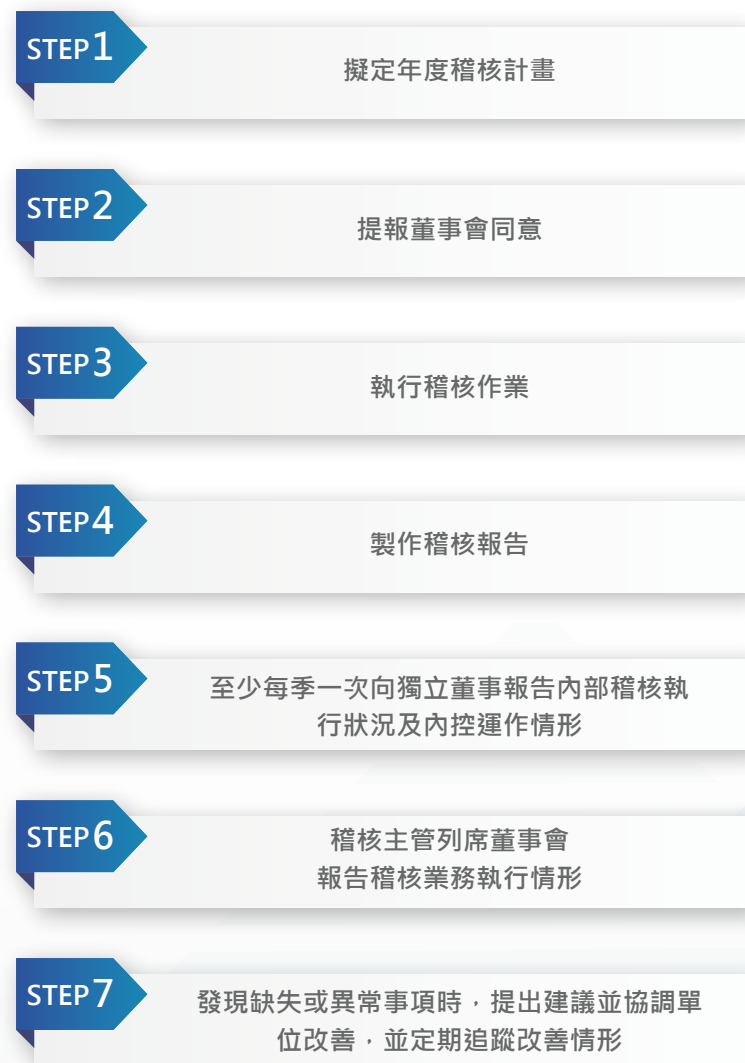 STEP1
擬定年度稽核計畫
STEP2
提報董事會同意
STEP3
執行稽核作業
STEP4
製作稽核報告
STEP5
至少每季一次向獨立董事報告內部稽核執
行狀況及內控運作情形
STEP6
稽核主管列席董事會
報告稽核業務執行情形
STEP7
發現缺失或異常事項時，提出建議並協調單
位改善，並定期追蹤改善情形